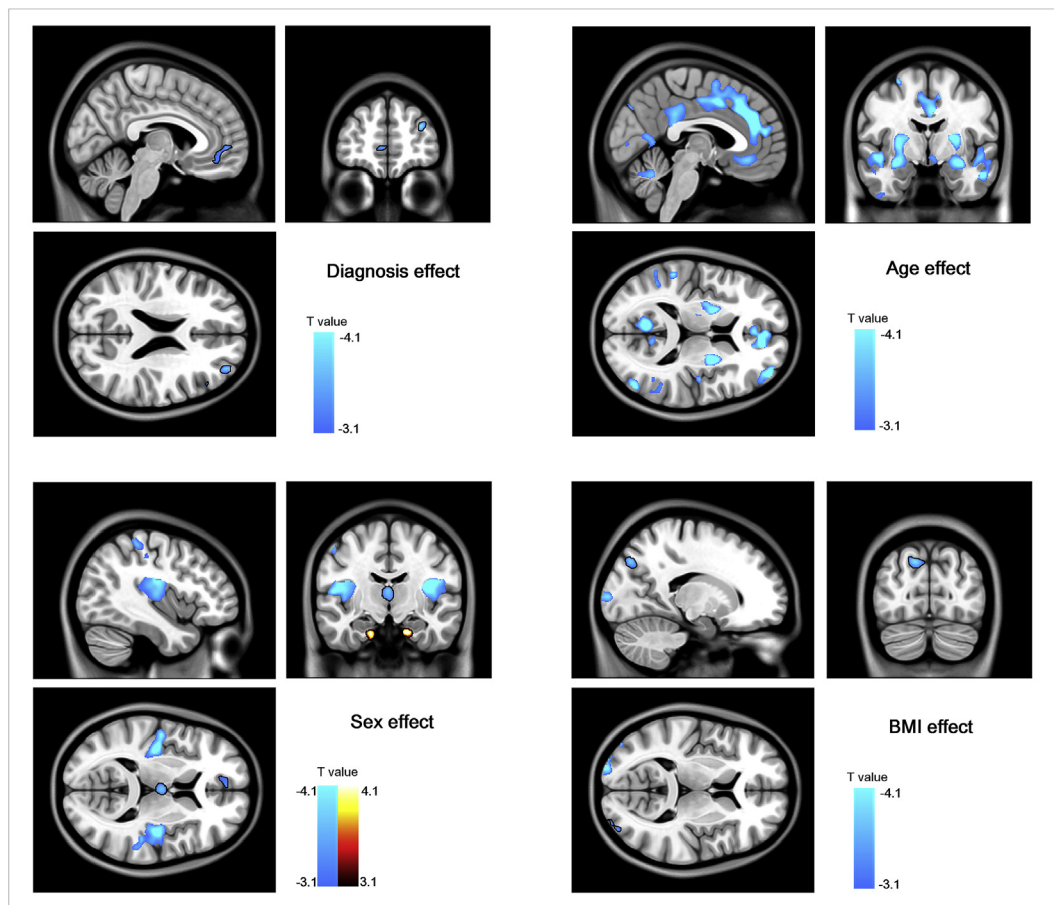 Diagnosis effect
T value
-4.1
-3.1
Age effect
T value
-4.1
-3.1
Sex effect
T value
-4.1 4.1
-3.1 3.1
BMI effect
T value
-4.1
-3.1